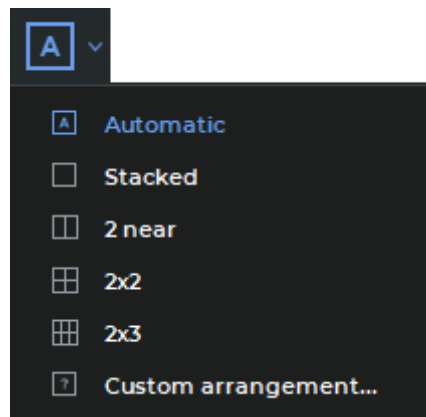 A
A Automatic
Stacked
2 near
2x2
2x3
? Custom arrangement...